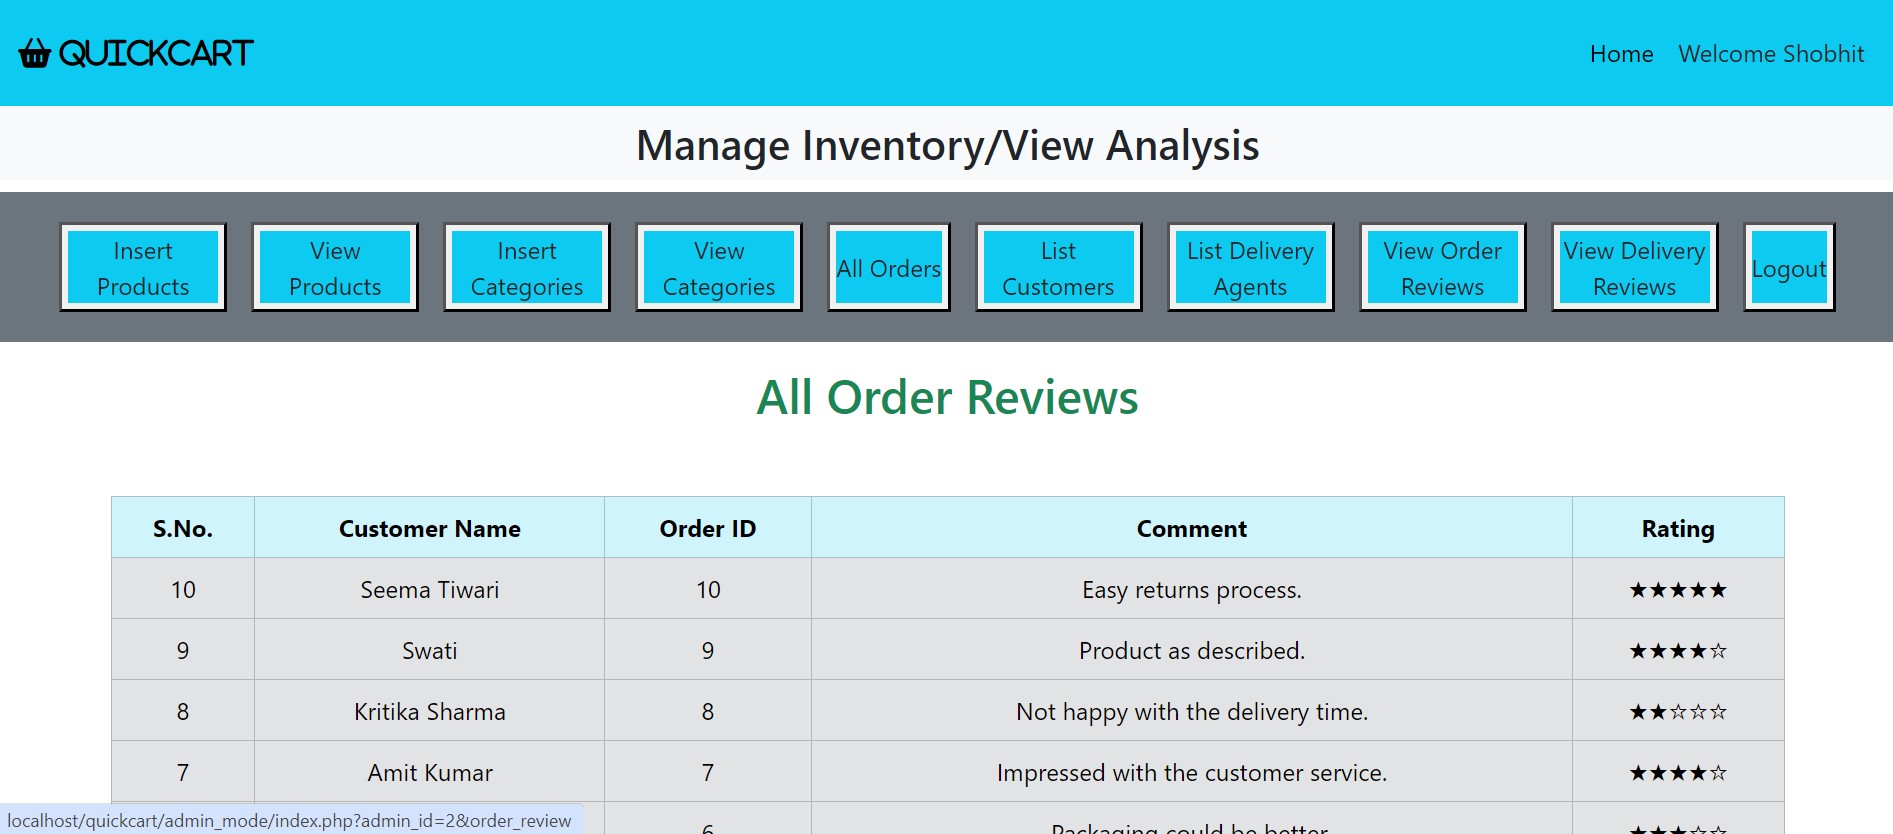 QUICKCART
Home Welcome Shobhit
Manage Inventory/View Analysis
Insert Products
View Products
Insert Categories
View Categories
All Orders
List Customers
List Delivery Agents
View Order Reviews
View Delivery Reviews
Logout
All Order Reviews
S.No. Customer Name Order ID Comment Rating
10 Seema Tiwari 10 Easy returns process. ★★★★★
9 Swati 9 Product as described. ★★★★☆
8 Kritika Sharma 8 Not happy with the delivery time. ★★☆☆☆
7 Amit Kumar 7 Impressed with the customer service. ★★★★☆
6 Packaging could be better ★★★☆☆
localhost/quickcart/admin_mode/index.php?admin_id=2&order_review